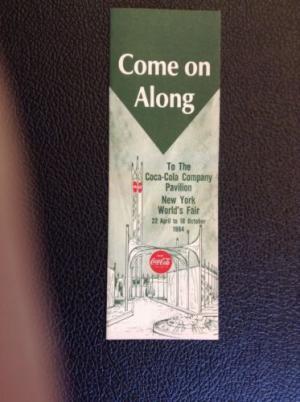 Come on
Along
To The
Coca-Cola Company
Pavilion
New York
World's Fair
22 April to 18 October
1964
Coca-Cola